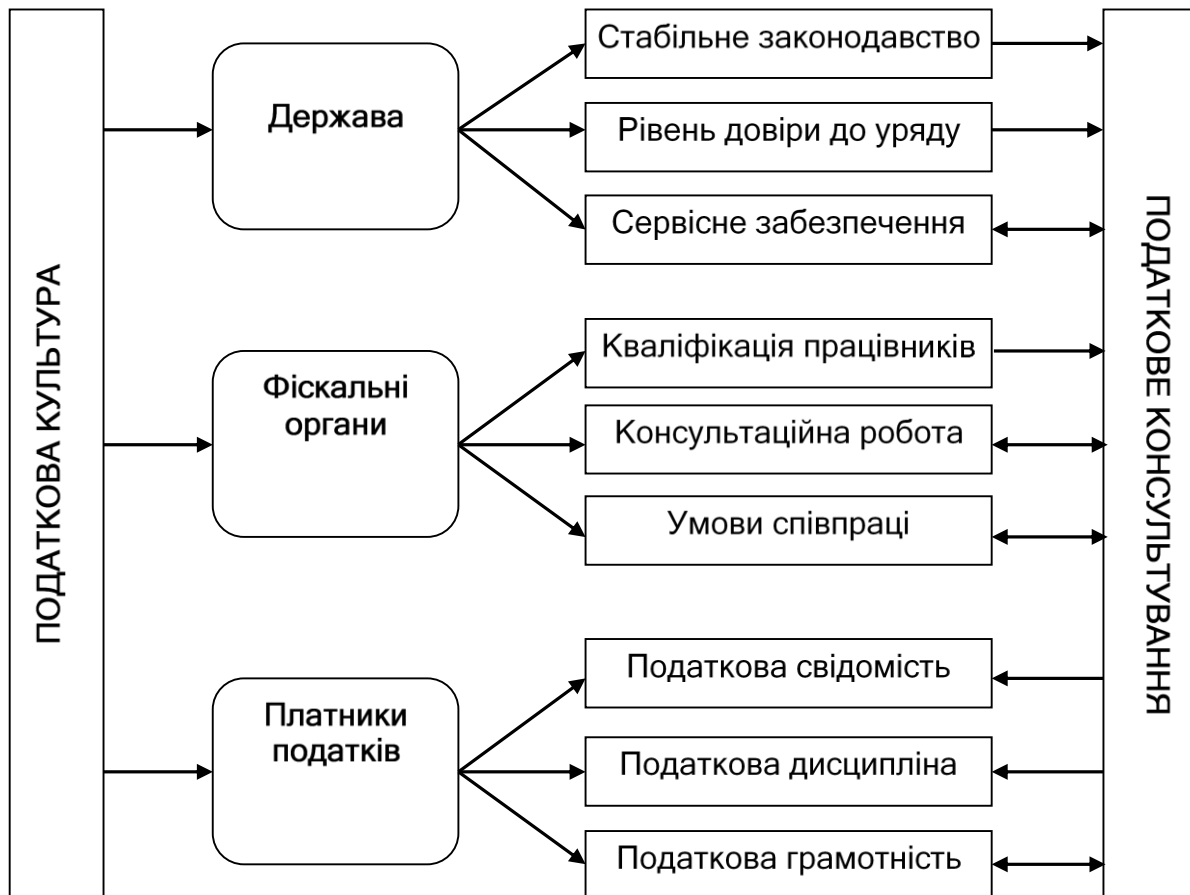 ПОДАТКОВА КУЛЬТУРА
Держава
Стабільне законодавство
Рівень довіри до уряду
Сервісне забезпечення
Фіскальні
органи
Кваліфікація працівників
Консультаційна робота
Умови співпраці
Платники
податків
Податкова свідомість
Податкова дисципліна
Податкова грамотність
ПОДАТКОВЕ КОНСУЛЬТУВАННЯ